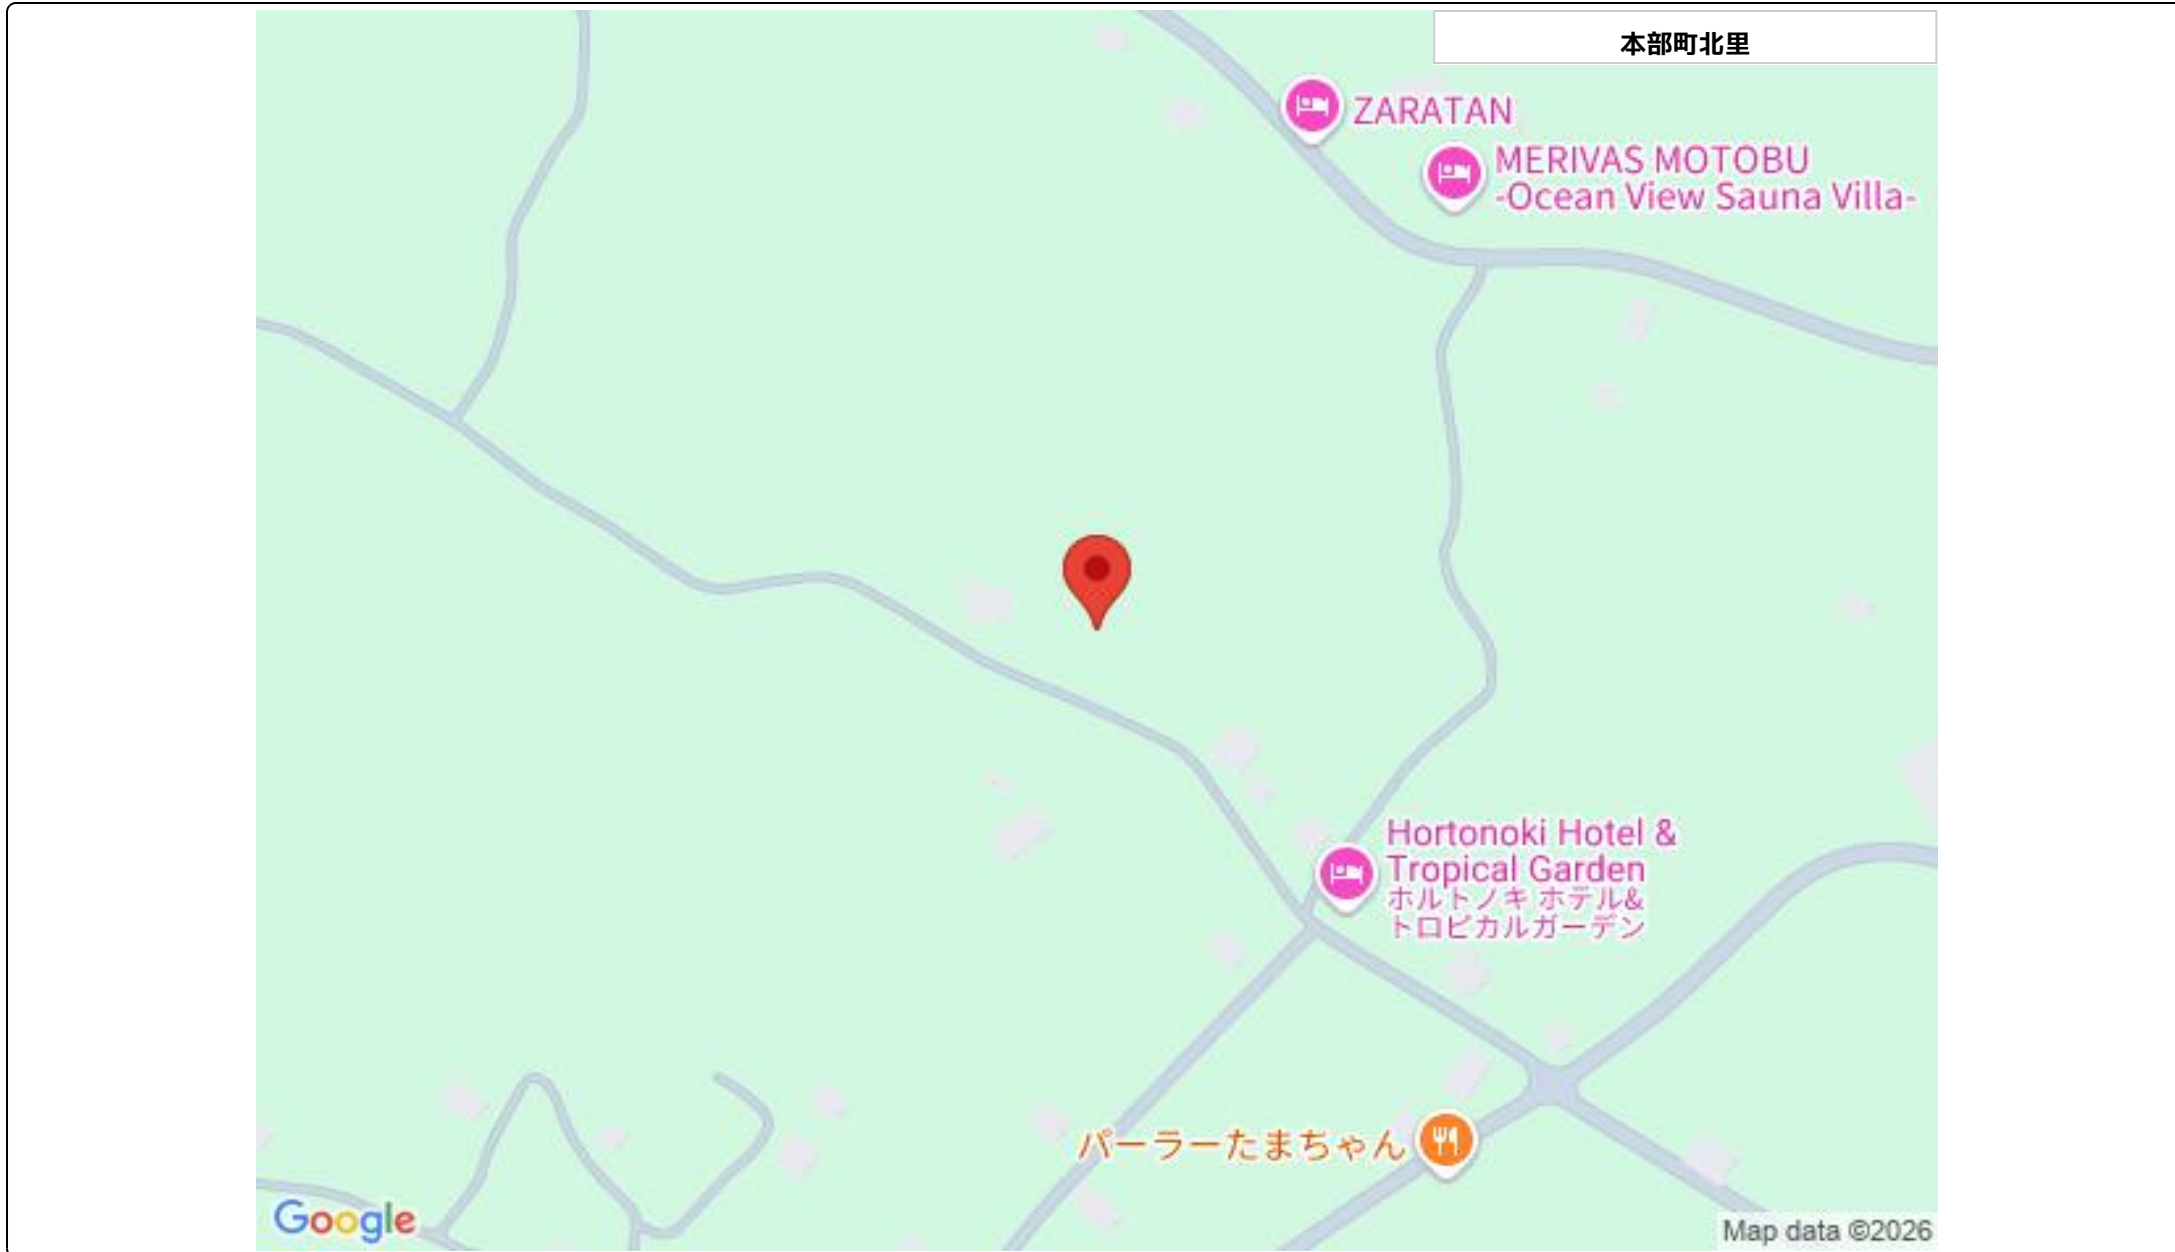 本部町北里
ZARATAN
MERIVAS MOTOBU
-Ocean View Sauna Villa-
Hortonoki Hotel &
Tropical Garden
ホルトノキ ホテル&
トロピカルガーデン
パーラーたまちゃん
Google
Map data ©2026